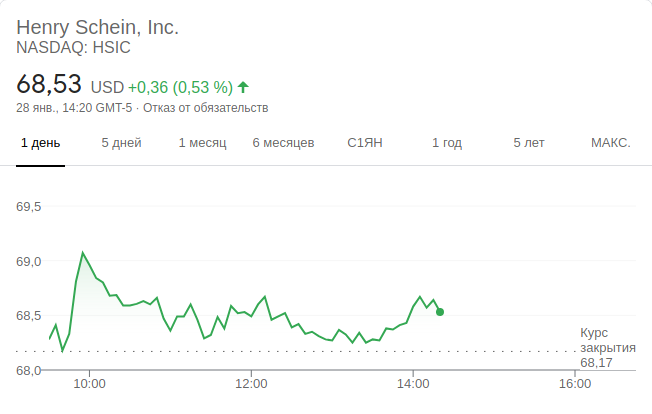 Henry Schein, Inc.
NASDAQ: HSIC
68,53 USD +0,36 (0,53 %)
28 янв., 14:20 GMT-5 · Отказ от обязательств
1 день 5 дней 1 месяц 6 месяцев С1ЯН 1 год 5 лет МАКС.
69,5
69,0
68,5
Курс
закрытия
68,17
68,0
10:00 12:00 14:00 16:00